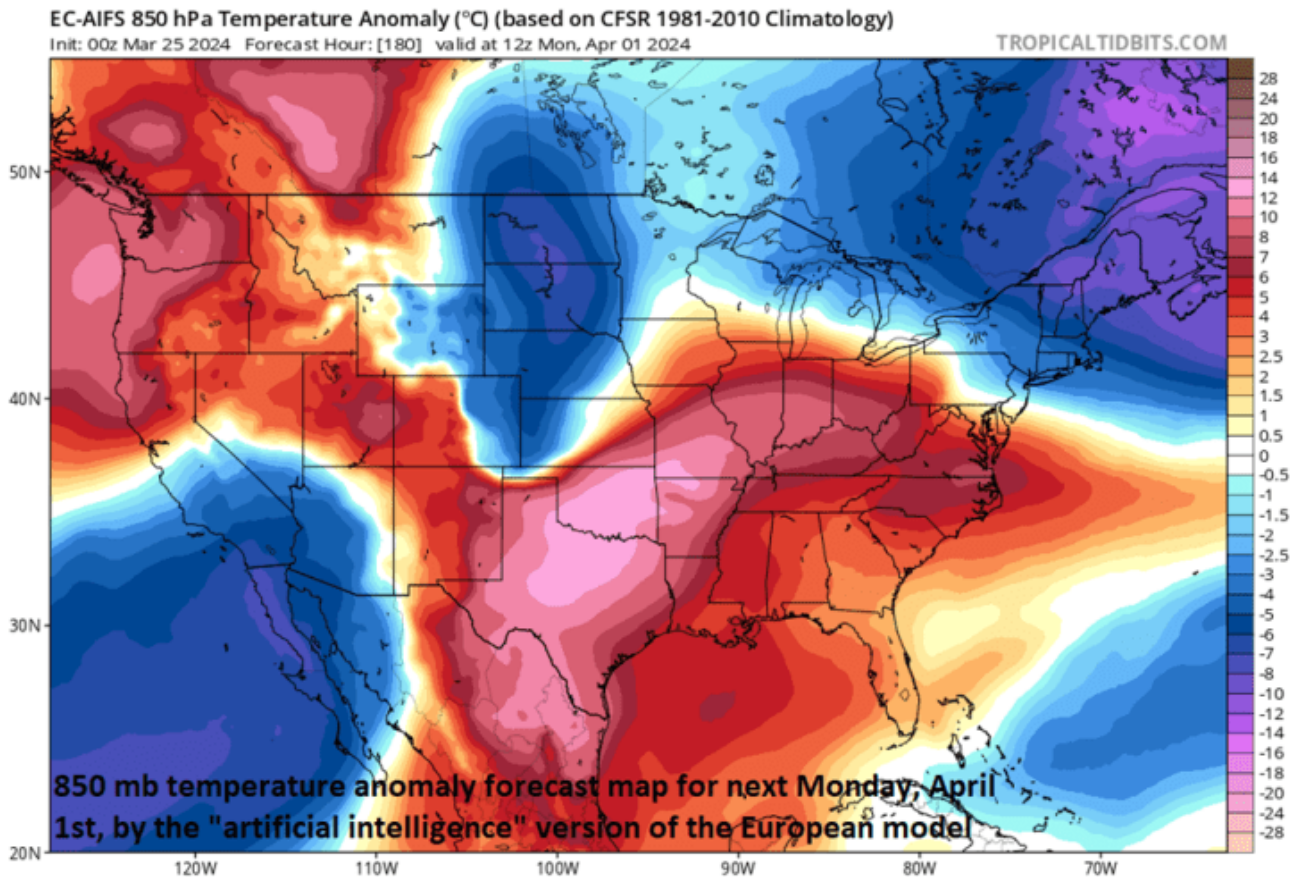 EC-AIFS 850 hPa Temperature Anomaly (°C) (based on CFSR 1981-2010 Climatology)
Init: 00z Mar 25 2024 Forecast Hour: [180] valid at 12z Mon, Apr 01 2024
TROPICALTIDBITS.COM
28
24
20
18
16
14
12
10
8
7
6
5
4
3
2.5
2
1.5
1
0.5
0
-0.5
-1
-1.5
-2
-2.5
-3
-4
-5
-6
-7
-8
-10
-12
-14
-16
-18
-20
-24
-28
50N
40N
30N
20N
850 mb temperature anomaly forecast map for next Monday, April
1st, by the "artificial intelligence" version of the European model
120W
110W
100W
90W
80W
70W